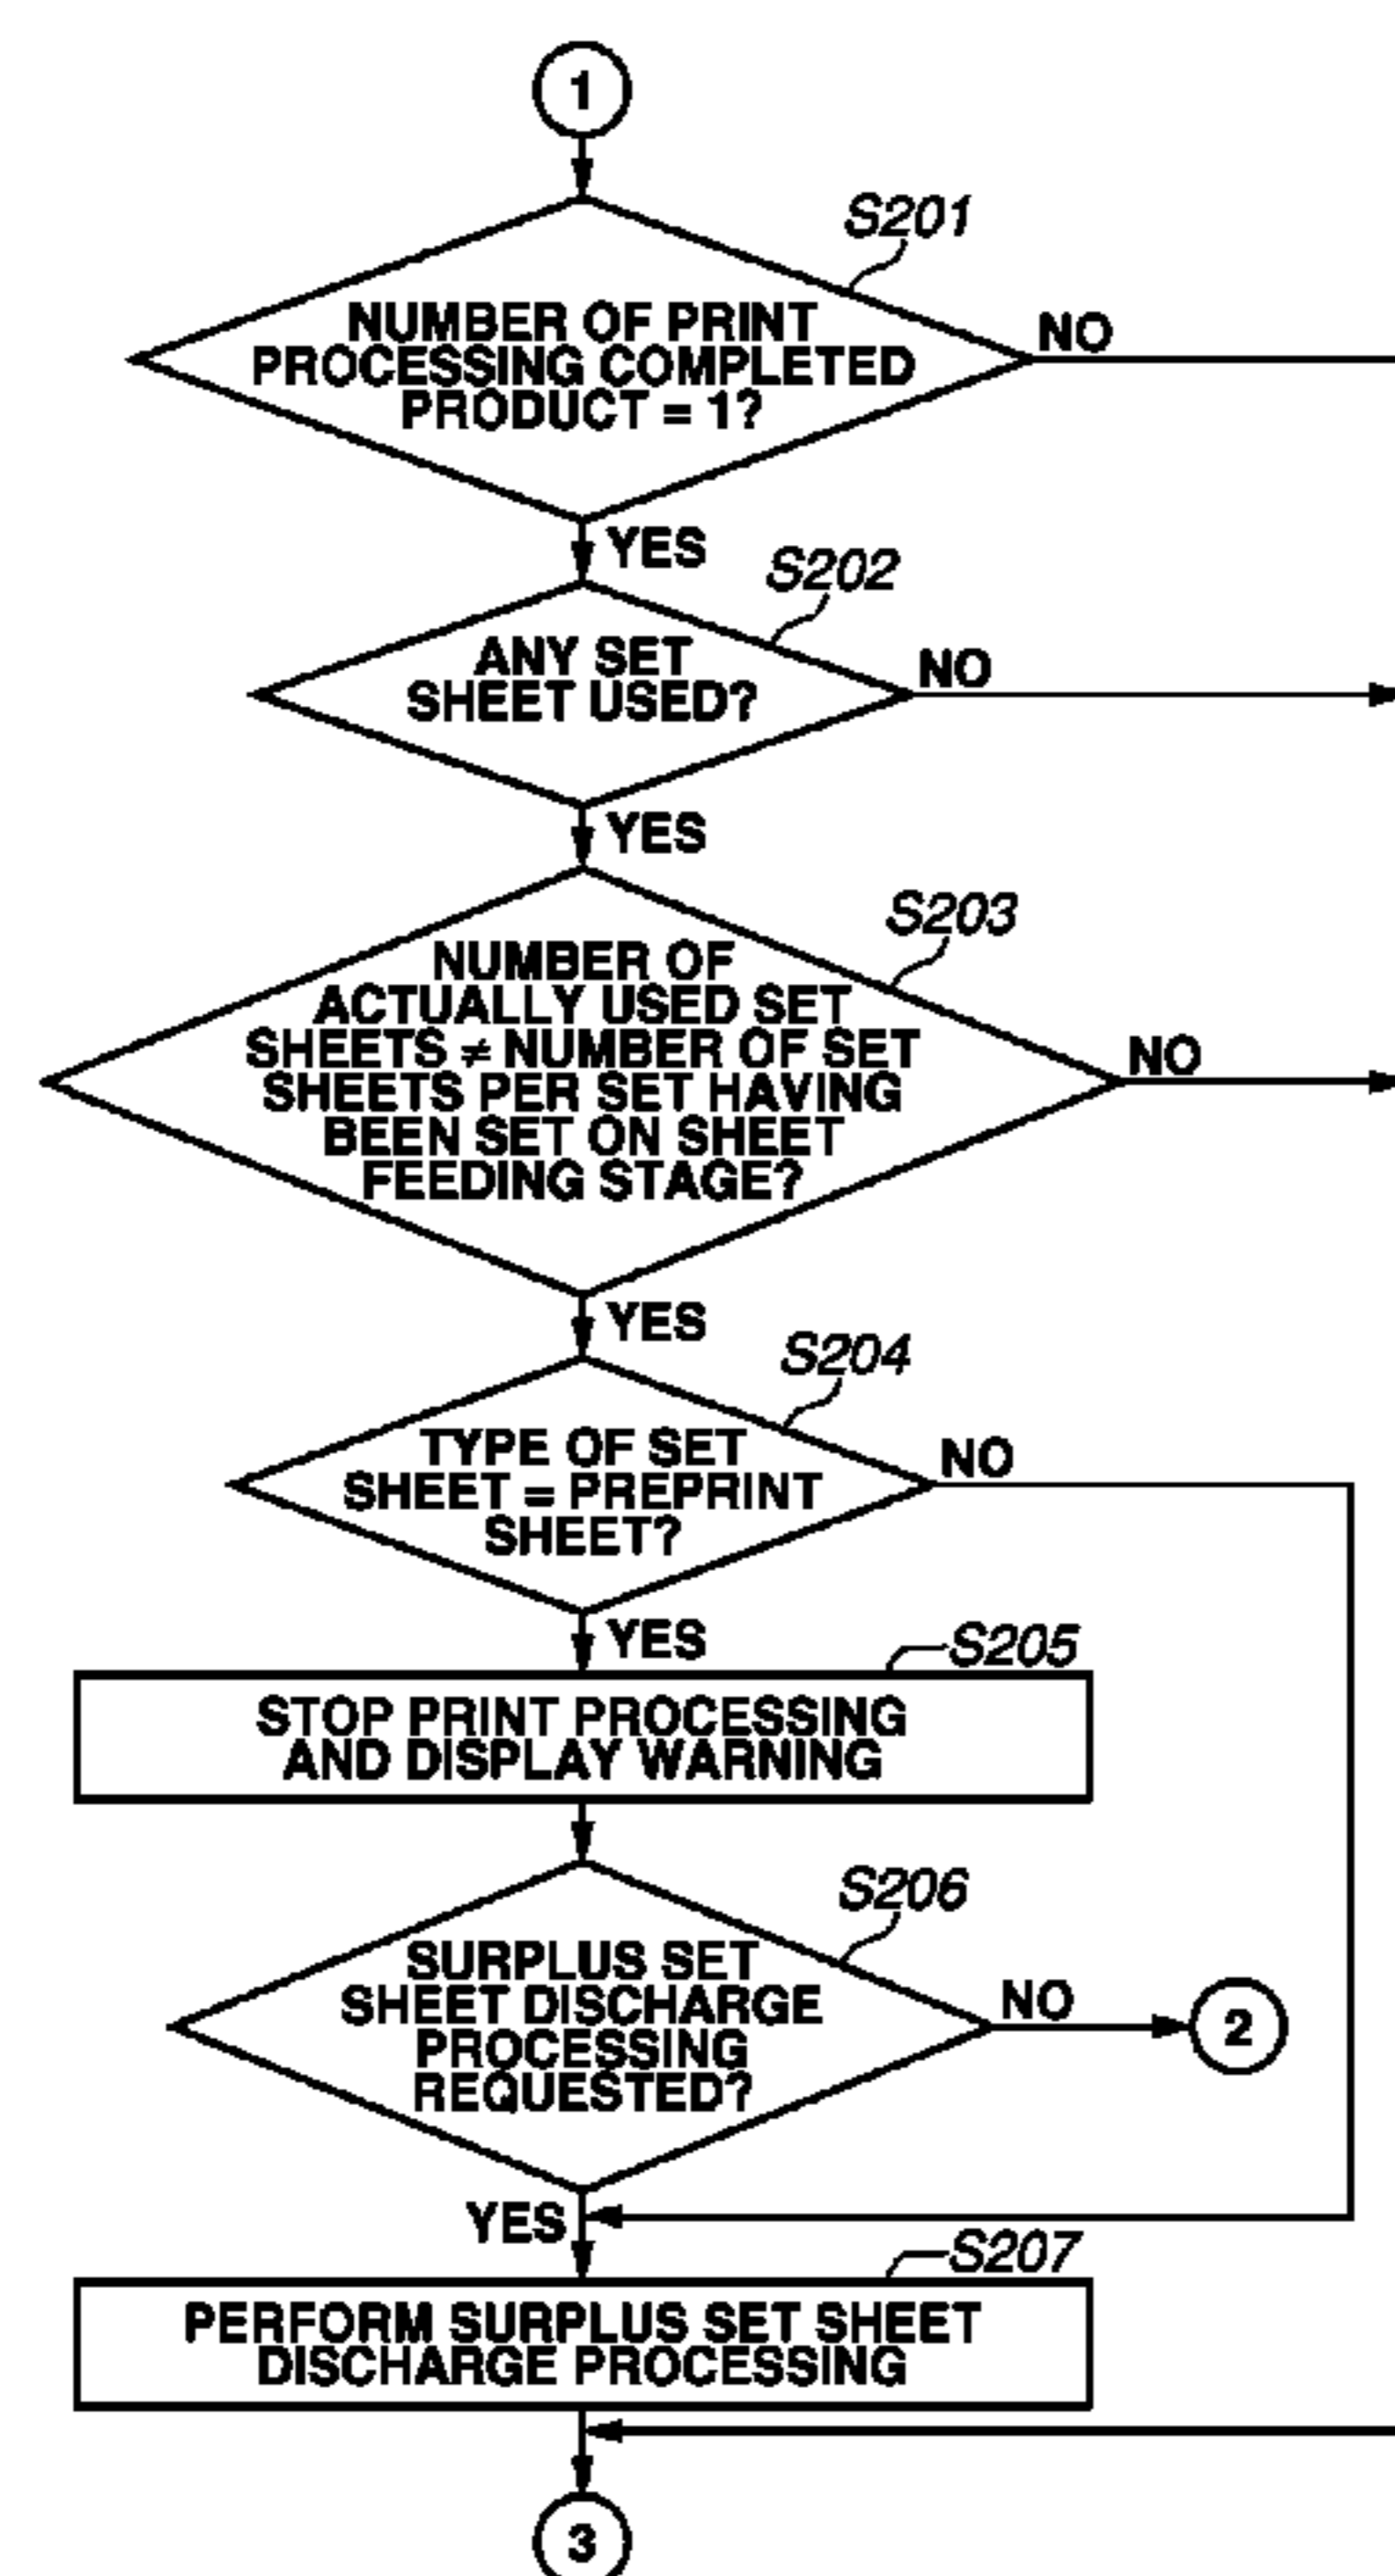 1
S201
NUMBER OF PRINT
PROCESSING COMPLETED
PRODUCT = 1?
NO
YES
S202
ANY SET
SHEET USED?
NO
YES
S203
NUMBER OF
ACTUALLY USED SET
SHEETS ≠ NUMBER OF SET
SHEETS PER SET HAVING
BEEN SET ON SHEET
FEEDING STAGE?
NO
YES
S204
TYPE OF SET
SHEET = PREPRINT
SHEET?
NO
YES
S205
STOP PRINT PROCESSING
AND DISPLAY WARNING
S206
SURPLUS SET
SHEET DISCHARGE
PROCESSING
REQUESTED?
NO
2
YES
S207
PERFORM SURPLUS SET SHEET
DISCHARGE PROCESSING
3